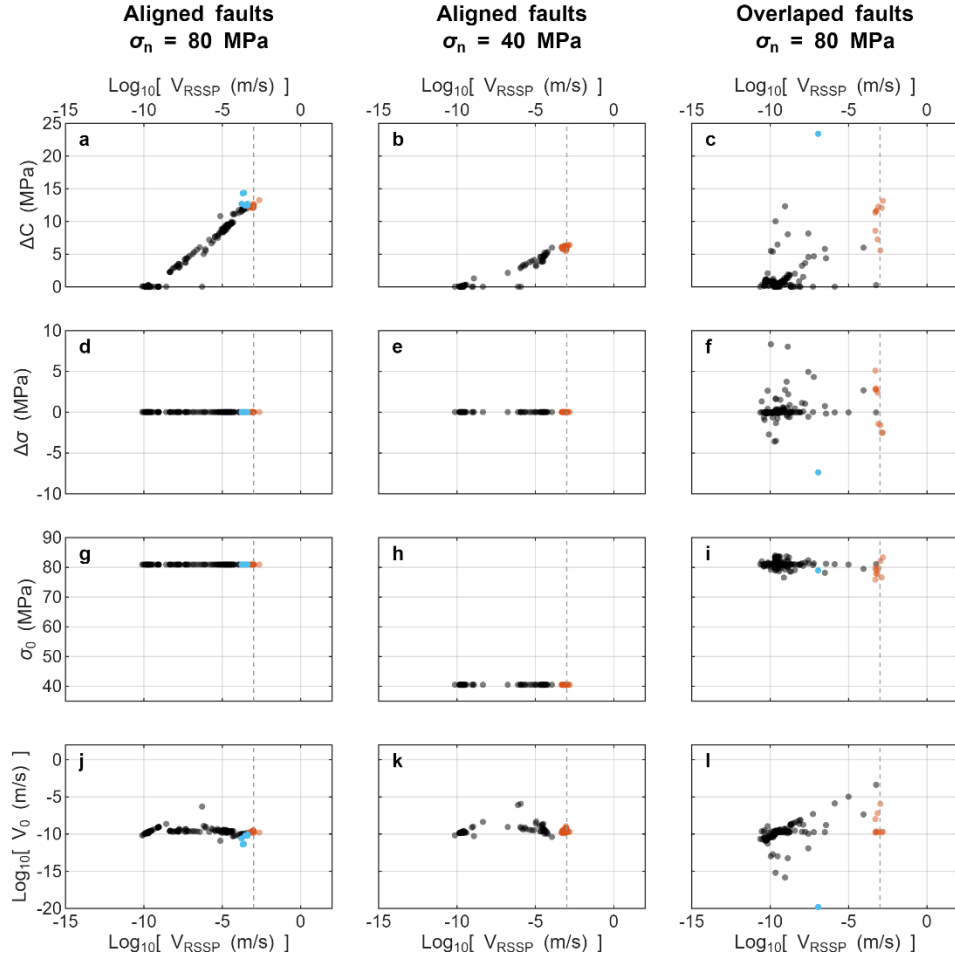 Aligned faults
σn = 80 MPa
Aligned faults
σn = 40 MPa
Overlaped faults
σn = 80 MPa
Log10[ VRSSP (m/s) ]
Log10[ VRSSP (m/s) ]
Log10[ VRSSP (m/s) ]
-15 -10 -5 0
-15 -10 -5 0
-15 -10 -5 0
ΔC (MPa)
25
20
15
10
5
0
a
b
c
Δσ (MPa)
10
5
0
-5
-10
d
e
f
σ0 (MPa)
90
80
70
60
50
40
g
h
i
Log10[ V0 (m/s) ]
0
-5
-10
-15
-20
j
k
l
-15 -10 -5 0
-15 -10 -5 0
-15 -10 -5 0
Log10[ VRSSP (m/s) ]
Log10[ VRSSP (m/s) ]
Log10[ VRSSP (m/s) ]